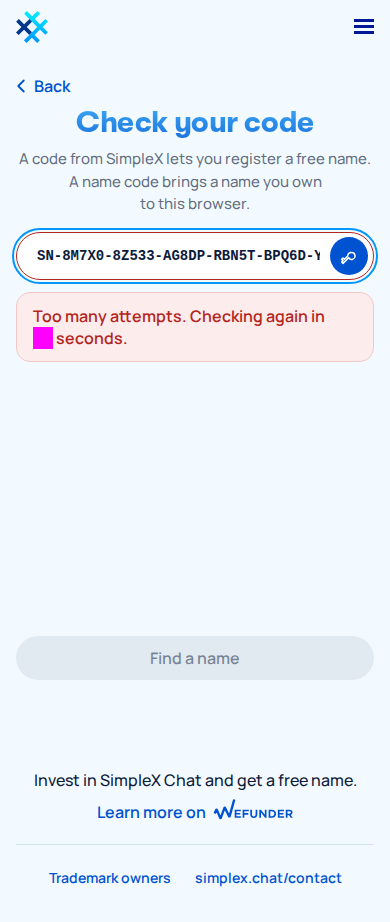 Back
Check your code
A code from SimpleX lets you register a free name.
A name code brings a name you own
to this browser.
SN-8M7X0-8Z533-AG8DP-RBN5T-BPQ6D-
Too many attempts. Checking again in
seconds.
Find a name
Invest in SimpleX Chat and get a free name.
Learn more on WEFUNDER
Trademark owners simplex.chat/contact